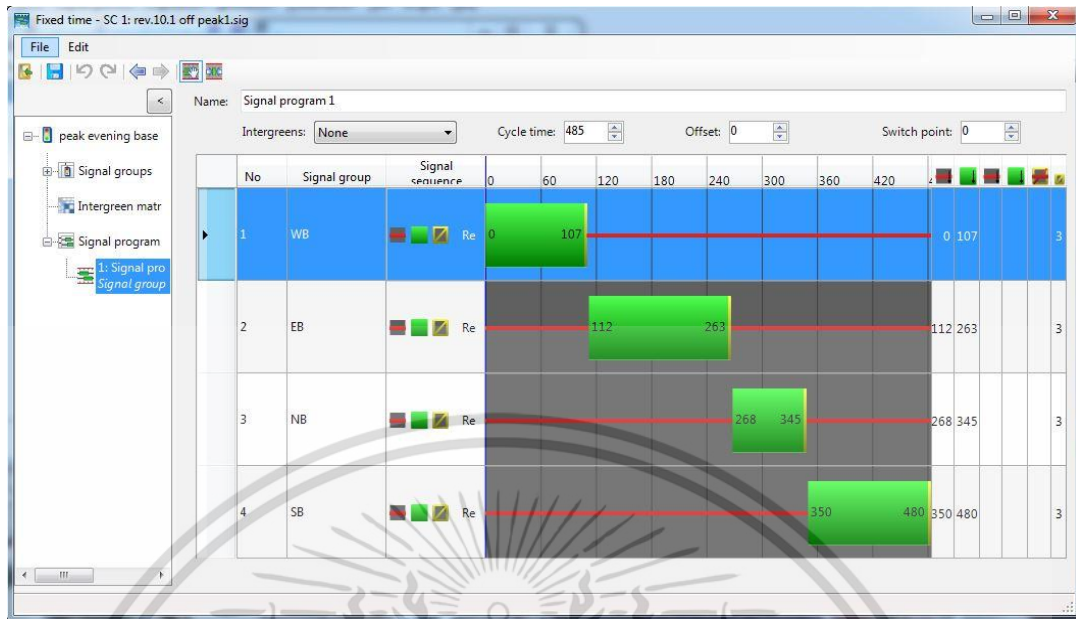 Fixed time - SC 1: rev.10.1 off peak1.sig
File Edit
< Name: Signal program 1
Intergreens: None Cycle time: 485 Offset: 0 Switch point: 0
peak evening base
Signal groups
Intergreen matr
Signal program
1: Signal pro
Signal group
No Signal group Signal sequence 0 60 120 180 240 300 360 420
1 WB Re 0 107 0 107 3
2 EB Re 112 263 112 263 3
3 NB Re 268 345 268 345 3
4 SB Re 350 480 350 480 3